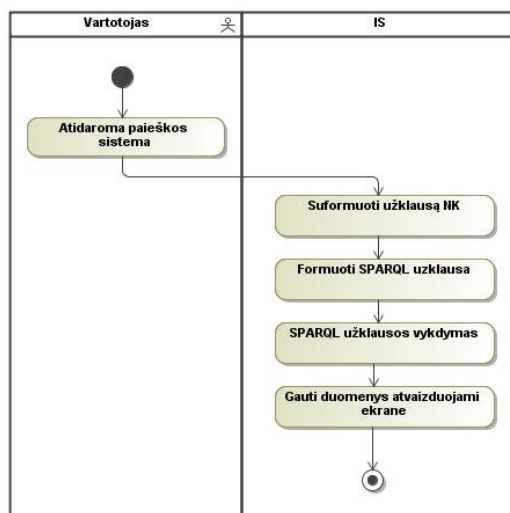 Vartotojas
IS
Atidaroma paieškos
sistema
Suformuoti užklausą NK
Formuoti SPARQL uzklausa
SPARQL užklausos vykdymas
Gauti duomenys atvaizduojami
ekrane